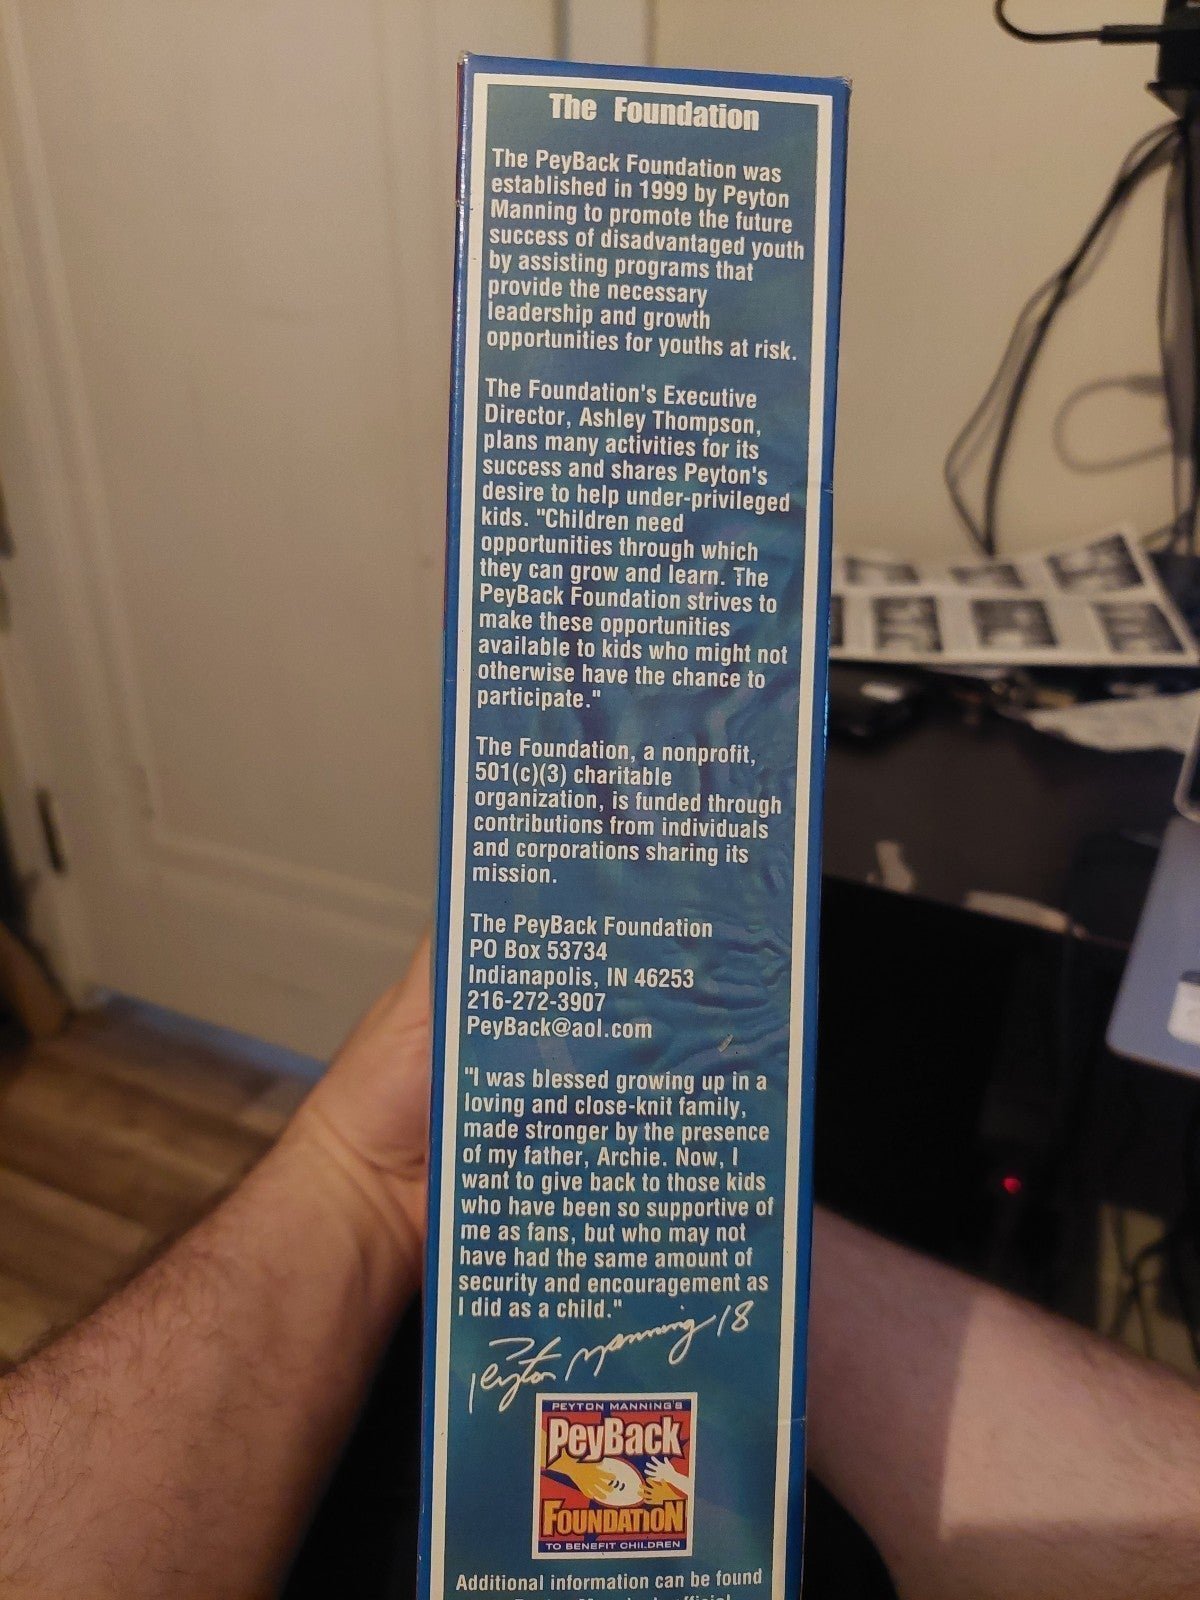 The Foundation
The PeyBack Foundation was
established in 1999 by Peyton
Manning to promote the future
success of disadvantaged youth
by assisting programs that
provide the necessary
leadership and growth
opportunities for youths at risk.
The Foundation's Executive
Director, Ashley Thompson,
plans many activities for its
success and shares Peyton's
desire to help under-privileged
kids. "Children need
opportunities through which
they can grow and learn. The
PeyBack Foundation strives to
make these opportunities
available to kids who might not
otherwise have the chance to
participate."
The Foundation, a nonprofit,
501(c)(3) charitable
organization, is funded through
contributions from individuals
and corporations sharing its
mission.
The PeyBack Foundation
PO Box 53734
Indianapolis, IN 46253
216-272-3907
PeyBack@aol.com
"I was blessed growing up in a
loving and close-knit family,
made stronger by the presence
of my father, Archie. Now, I
want to give back to those kids
who have been so supportive of
me as fans, but who may not
have had the same amount of
security and encouragement as
I did as a child."
Peyton Manning 18
PEYTON MANNING'S
PeyBack
FOUNDATION
TO BENEFIT CHILDREN
Additional information can be found